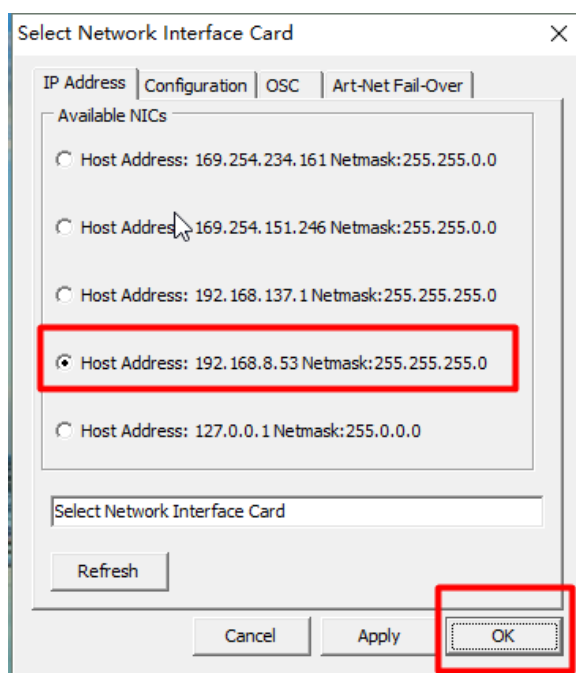 Select Network Interface Card
IP Address Configuration OSC Art-Net Fail-Over
Available NICs
Host Address: 169.254.234.161 Netmask:255.255.0.0
Host Address: 169.254.151.246 Netmask:255.255.0.0
Host Address: 192.168.137.1 Netmask:255.255.255.0
Host Address: 192.168.8.53 Netmask:255.255.255.0
Host Address: 127.0.0.1 Netmask:255.0.0.0
Select Network Interface Card
Refresh
Cancel Apply OK